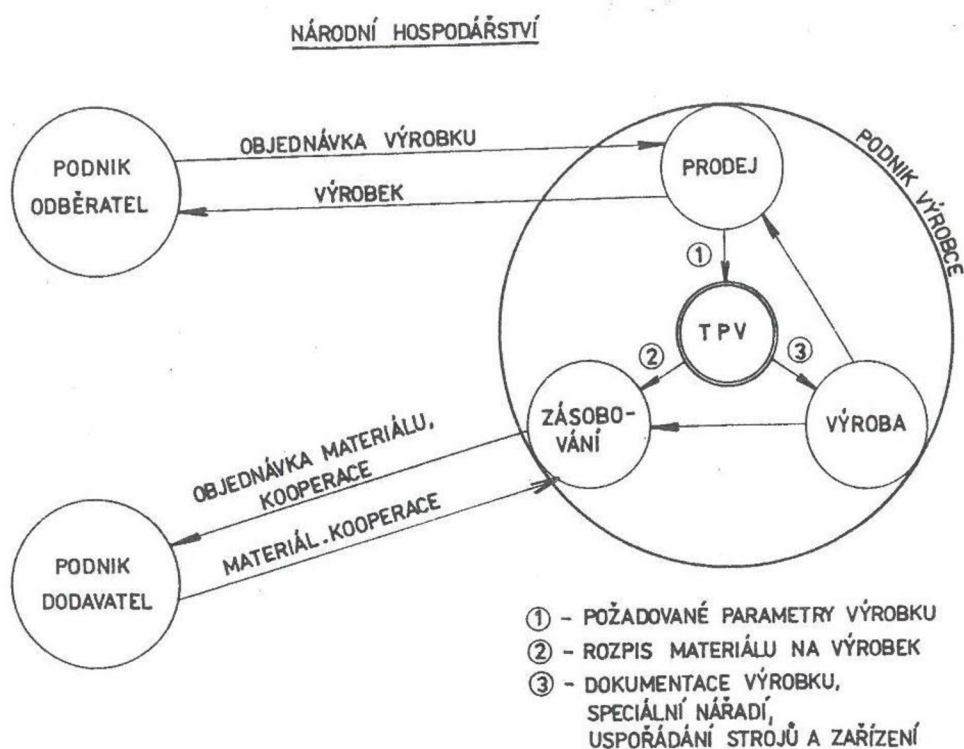 NÁRODNÍ HOSPODÁŘSTVÍ
PODNIK
ODBĚRATEL
OBJEDNÁVKA VÝROBKU
VÝROBEK
PRODEJ
PODNIK VÝROBCE
①
TPV
②
③
ZÁSOBO-
VÁNÍ
VÝROBA
OBJEDNÁVKA MATERIÁLU,
KOOPERACE
MATERIÁL.KOOPERACE
PODNIK
DODAVATEL
① - POŽADOVANÉ PARAMETRY VÝROBKU
② - ROZPIS MATERIÁLU NA VÝROBEK
③ - DOKUMENTACE VÝROBKU,
SPECIÁLNÍ NÁŘADÍ,
USPOŘÁDÁNÍ STROJŮ A ZAŘÍZENÍ